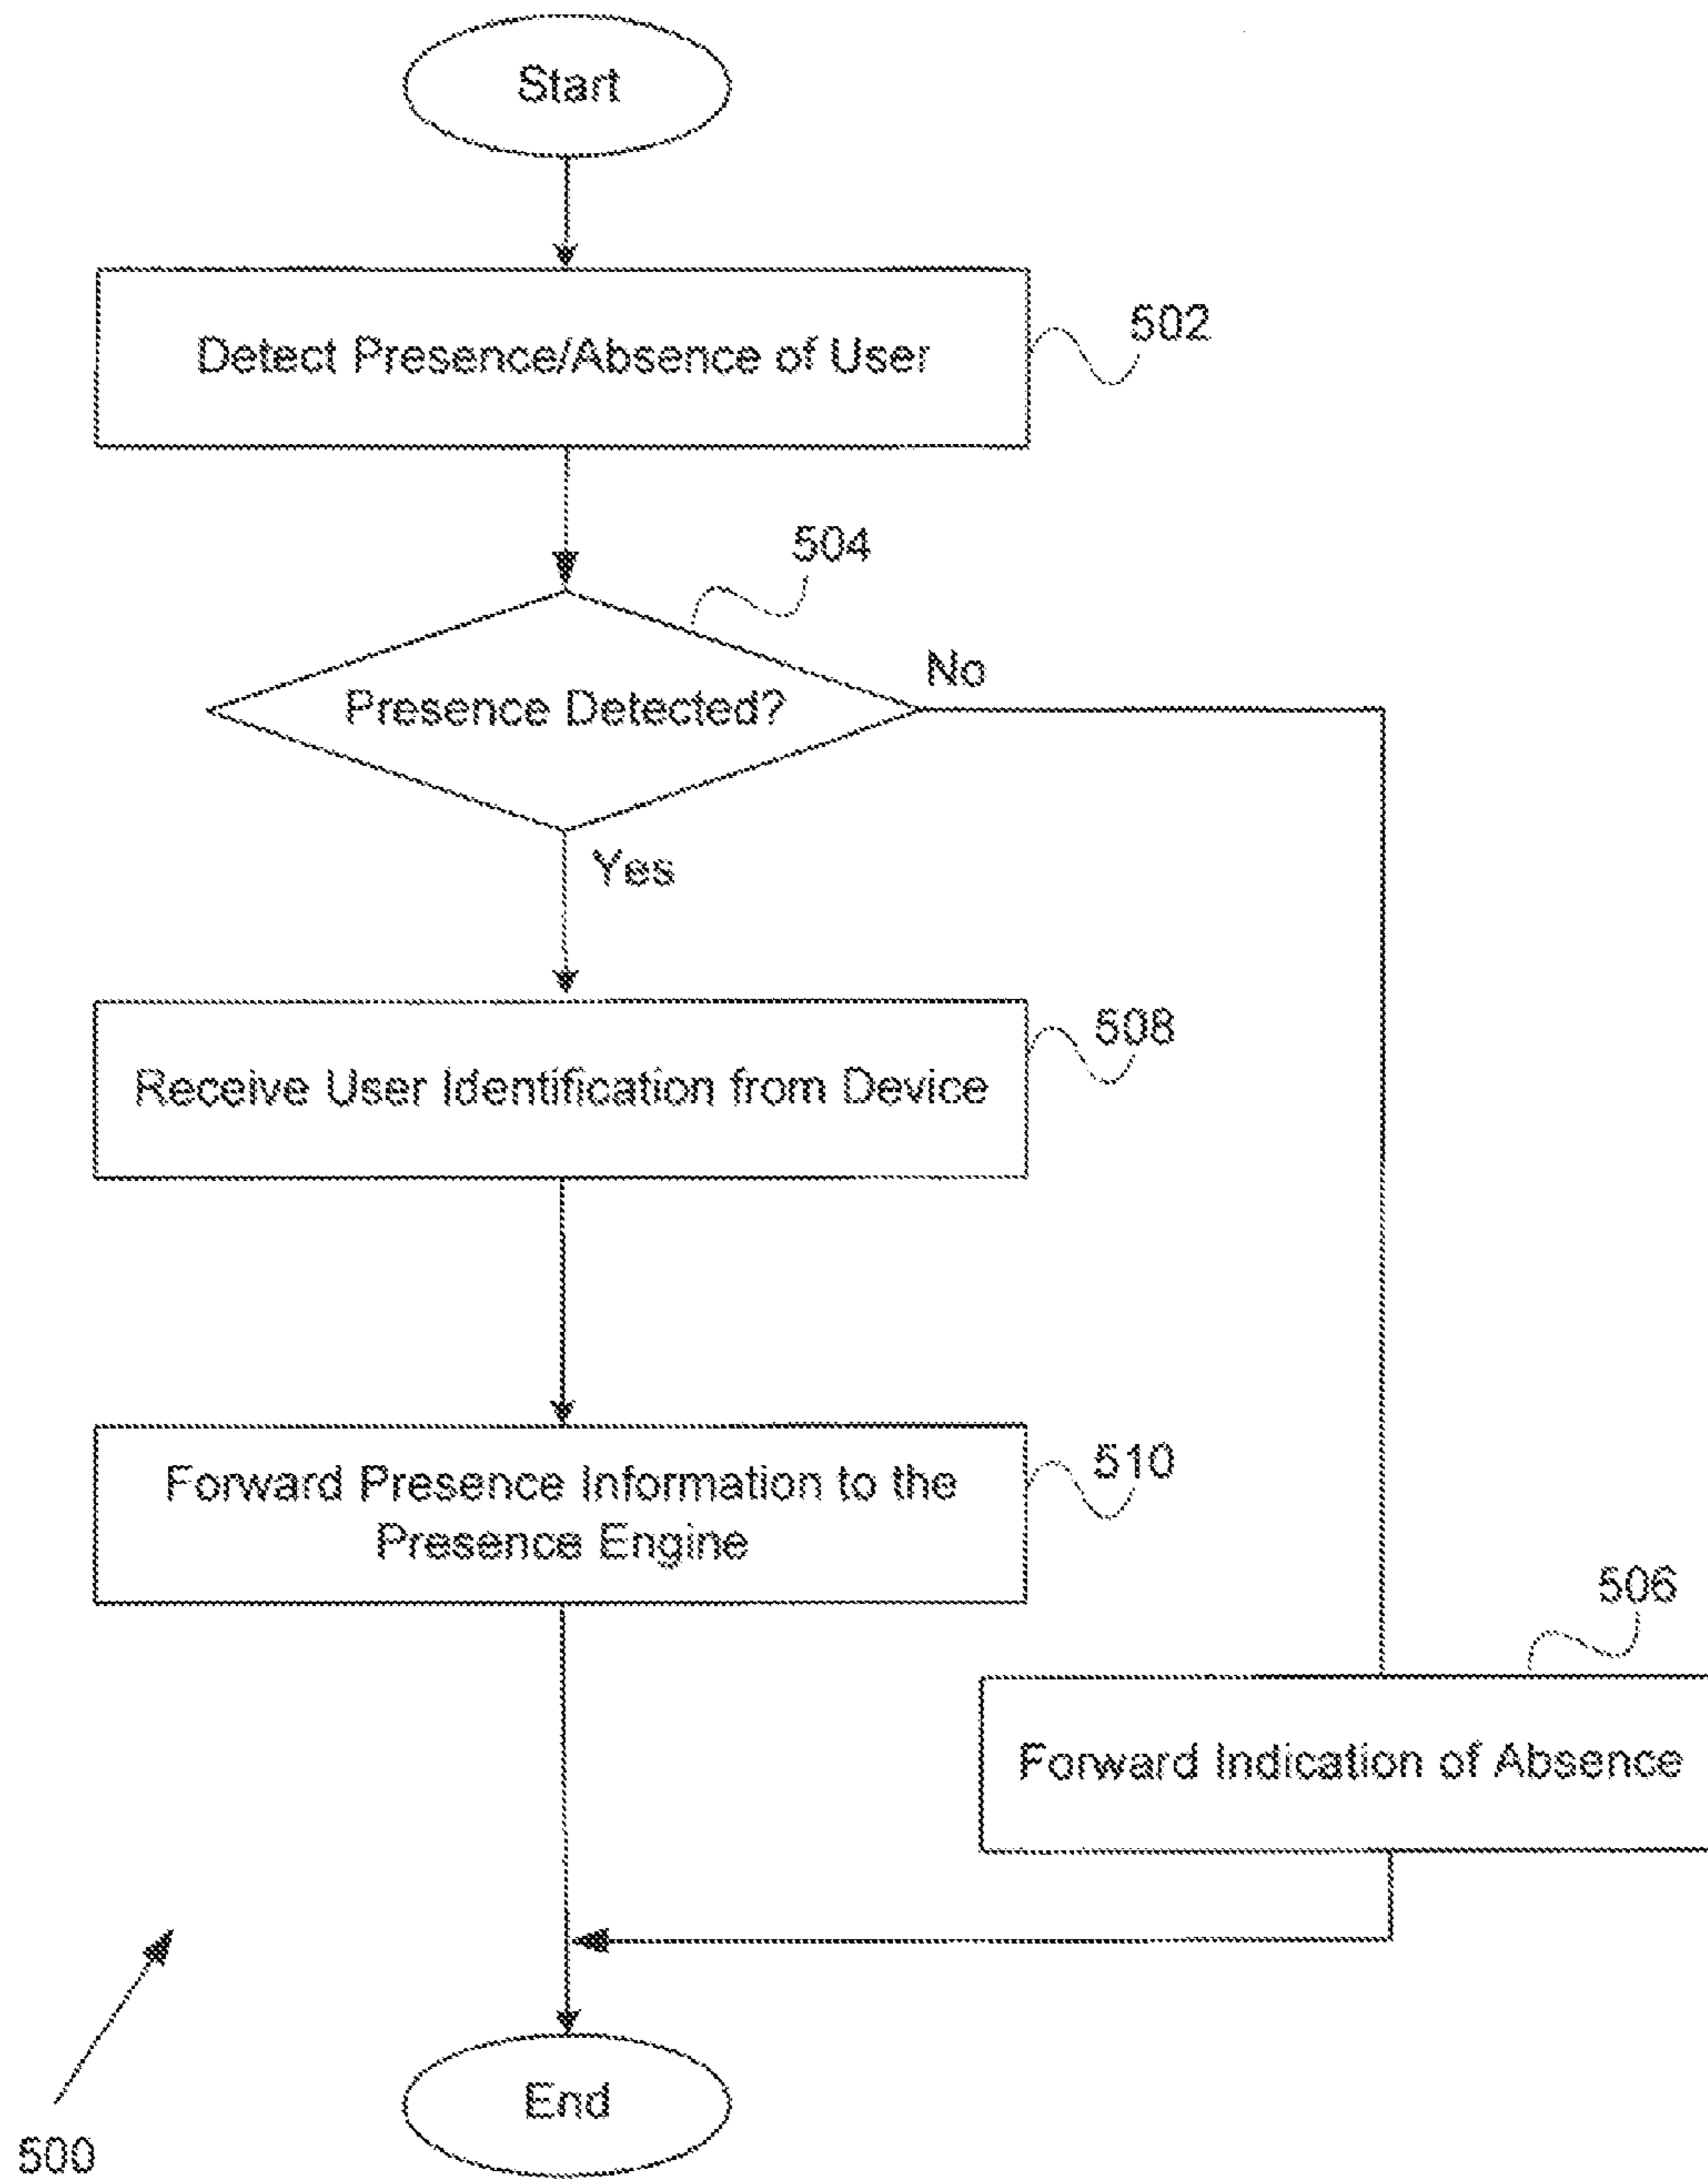 Start
Detect Presence/Absence of User
502
504
Presence Detected?
No
Yes
Receive User Identification from Device
508
Forward Presence Information to the
Presence Engine
510
506
Forward Indication of Absence
End
500